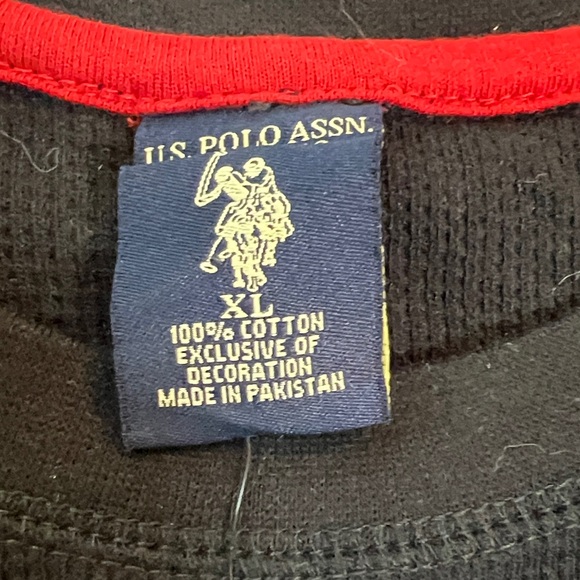 U.S. POLO ASSN.
XL
100% COTTON
EXCLUSIVE OF
DECORATION
MADE IN PAKISTAN